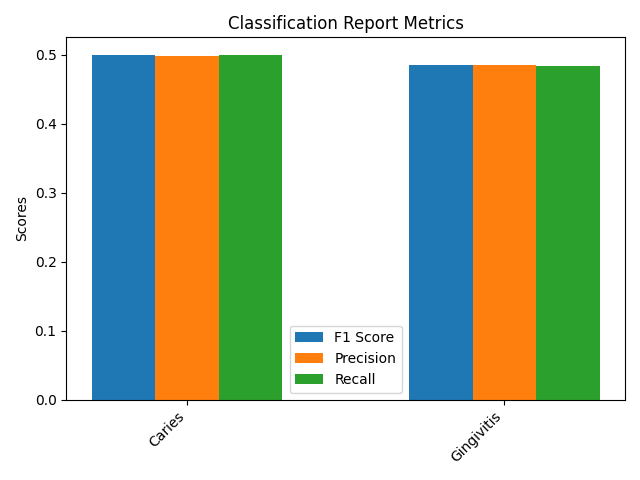 Classification Report Metrics
Scores
0.5
0.4
0.3
0.2
0.1
0.0
F1 Score
Precision
Recall
Caries
Gingivitis